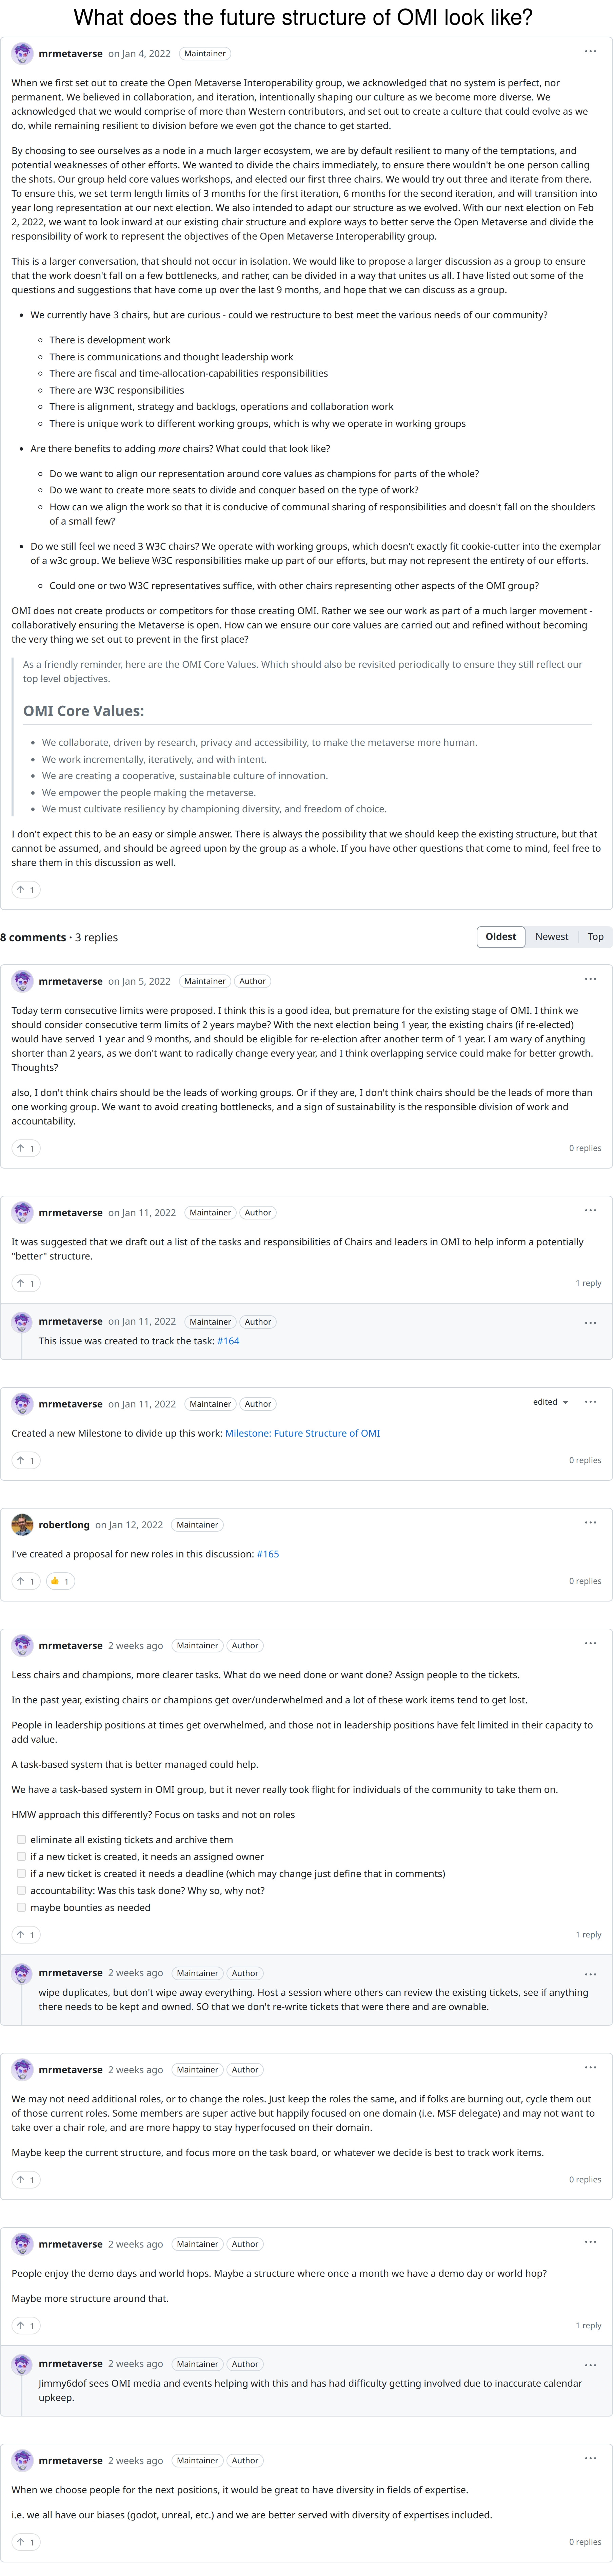 What does the future structure of OMI look like?
mrmetaverse on Jan 4, 2022 Maintainer
When we first set out to create the Open Metaverse Interoperability group, we acknowledged that no system is perfect, nor
permanent. We believed in collaboration, and iteration, intentionally shaping our culture as we become more diverse. We
acknowledged that we would comprise of more than Western contributors, and set out to create a culture that could evolve as we
do, while remaining resilient to division before we even got the chance to get started.
By choosing to see ourselves as a node in a much larger ecosystem, we are by default resilient to many of the temptations, and
potential weaknesses of other efforts. We wanted to divide the chairs immediately, to ensure there wouldn't be one person calling
the shots. Our group held core values workshops, and elected our first three chairs. We would try out three and iterate from there.
To ensure this, we set term length limits of 3 months for the first iteration, 6 months for the second iteration, and will transition into
year long representation at our next election. We also intended to adapt our structure as we evolved. With our next election on Feb
2, 2022, we want to look inward at our existing chair structure and explore ways to better serve the Open Metaverse and divide the
responsibility of work to represent the objectives of the Open Metaverse Interoperability group.
This is a larger conversation, that should not occur in isolation. We would like to propose a larger discussion as a group to ensure
that the work doesn't fall on a few bottlenecks, and rather, can be divided in a way that unites us all. I have listed out some of the
questions and suggestions that have come up over the last 9 months, and hope that we can discuss as a group.
• We currently have 3 chairs, but are curious - could we restructure to best meet the various needs of our community?
◦ There is development work
◦ There is communications and thought leadership work
◦ There are fiscal and time-allocation-capabilities responsibilities
◦ There are W3C responsibilities
◦ There is alignment, strategy and backlogs, operations and collaboration work
◦ There is unique work to different working groups, which is why we operate in working groups
• Are there benefits to adding more chairs? What could that look like?
◦ Do we want to align our representation around core values as champions for parts of the whole?
◦ Do we want to create more seats to divide and conquer based on the type of work?
◦ How can we align the work so that it is conducive of communal sharing of responsibilities and doesn't fall on the shoulders
of a small few?
• Do we still feel we need 3 W3C chairs? We operate with working groups, which doesn't exactly fit cookie-cutter into the exemplar
of a w3c group. We believe W3C responsibilities make up part of our efforts, but may not represent the entirety of our efforts.
◦ Could one or two W3C representatives suffice, with other chairs representing other aspects of the OMI group?
OMI does not create products or competitors for those creating OMI. Rather we see our work as part of a much larger movement -
collaboratively ensuring the Metaverse is open. How can we ensure our core values are carried out and refined without becoming
the very thing we set out to prevent in the first place?
As a friendly reminder, here are the OMI Core Values. Which should also be revisited periodically to ensure they still reflect our
top level objectives.
OMI Core Values:
• We collaborate, driven by research, privacy and accessibility, to make the metaverse more human.
• We work incrementally, iteratively, and with intent.
• We are creating a cooperative, sustainable culture of innovation.
• We empower the people making the metaverse.
• We must cultivate resiliency by championing diversity, and freedom of choice.
I don't expect this to be an easy or simple answer. There is always the possibility that we should keep the existing structure, but that
cannot be assumed, and should be agreed upon by the group as a whole. If you have other questions that come to mind, feel free to
share them in this discussion as well.
↑ 1
8 comments · 3 replies
Oldest Newest Top
mrmetaverse on Jan 5, 2022 Maintainer Author
Today term consecutive limits were proposed. I think this is a good idea, but premature for the existing stage of OMI. I think we
should consider consecutive term limits of 2 years maybe? With the next election being 1 year, the existing chairs (if re-elected)
would have served 1 year and 9 months, and should be eligible for re-election after another term of 1 year. I am wary of anything
shorter than 2 years, as we don't want to radically change every year, and I think overlapping service could make for better growth.
Thoughts?
also, I don't think chairs should be the leads of working groups. Or if they are, I don't think chairs should be the leads of more than
one working group. We want to avoid creating bottlenecks, and a sign of sustainability is the responsible division of work and
accountability.
↑ 1 0 replies
mrmetaverse on Jan 11, 2022 Maintainer Author
It was suggested that we draft out a list of the tasks and responsibilities of Chairs and leaders in OMI to help inform a potentially
"better" structure.
↑ 1 1 reply
mrmetaverse on Jan 11, 2022 Maintainer Author
This issue was created to track the task: #164
mrmetaverse on Jan 11, 2022 Maintainer Author edited
Created a new Milestone to divide up this work: Milestone: Future Structure of OMI
↑ 1 0 replies
robertlong on Jan 12, 2022 Maintainer
I've created a proposal for new roles in this discussion: #165
↑ 1 👍 1 0 replies
mrmetaverse 2 weeks ago Maintainer Author
Less chairs and champions, more clearer tasks. What do we need done or want done? Assign people to the tickets.
In the past year, existing chairs or champions get over/underwhelmed and a lot of these work items tend to get lost.
People in leadership positions at times get overwhelmed, and those not in leadership positions have felt limited in their capacity to
add value.
A task-based system that is better managed could help.
We have a task-based system in OMI group, but it never really took flight for individuals of the community to take them on.
HMW approach this differently? Focus on tasks and not on roles
eliminate all existing tickets and archive them
if a new ticket is created, it needs an assigned owner
if a new ticket is created it needs a deadline (which may change just define that in comments)
accountability: Was this task done? Why so, why not?
maybe bounties as needed
↑ 1 1 reply
mrmetaverse 2 weeks ago Maintainer Author
wipe duplicates, but don't wipe away everything. Host a session where others can review the existing tickets, see if anything
there needs to be kept and owned. SO that we don't re-write tickets that were there and are ownable.
mrmetaverse 2 weeks ago Maintainer Author
We may not need additional roles, or to change the roles. Just keep the roles the same, and if folks are burning out, cycle them out
of those current roles. Some members are super active but happily focused on one domain (i.e. MSF delegate) and may not want to
take over a chair role, and are more happy to stay hyperfocused on their domain.
Maybe keep the current structure, and focus more on the task board, or whatever we decide is best to track work items.
↑ 1 0 replies
mrmetaverse 2 weeks ago Maintainer Author
People enjoy the demo days and world hops. Maybe a structure where once a month we have a demo day or world hop?
Maybe more structure around that.
↑ 1 1 reply
mrmetaverse 2 weeks ago Maintainer Author
Jimmy6dof sees OMI media and events helping with this and has had difficulty getting involved due to inaccurate calendar
upkeep.
mrmetaverse 2 weeks ago Maintainer Author
When we choose people for the next positions, it would be great to have diversity in fields of expertise.
i.e. we all have our biases (godot, unreal, etc.) and we are better served with diversity of expertises included.
↑ 1 0 replies